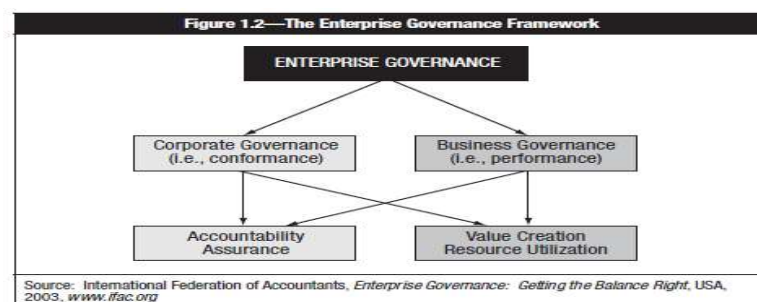 Figure 1.2—The Enterprise Governance Framework
ENTERPRISE GOVERNANCE
Corporate Governance
(i.e., conformance)
Business Governance
(i.e., performance)
Accountability
Assurance
Value Creation
Resource Utilization
Source: International Federation of Accountants, Enterprise Governance: Getting the Balance Right, USA,
2003, www.ifac.org